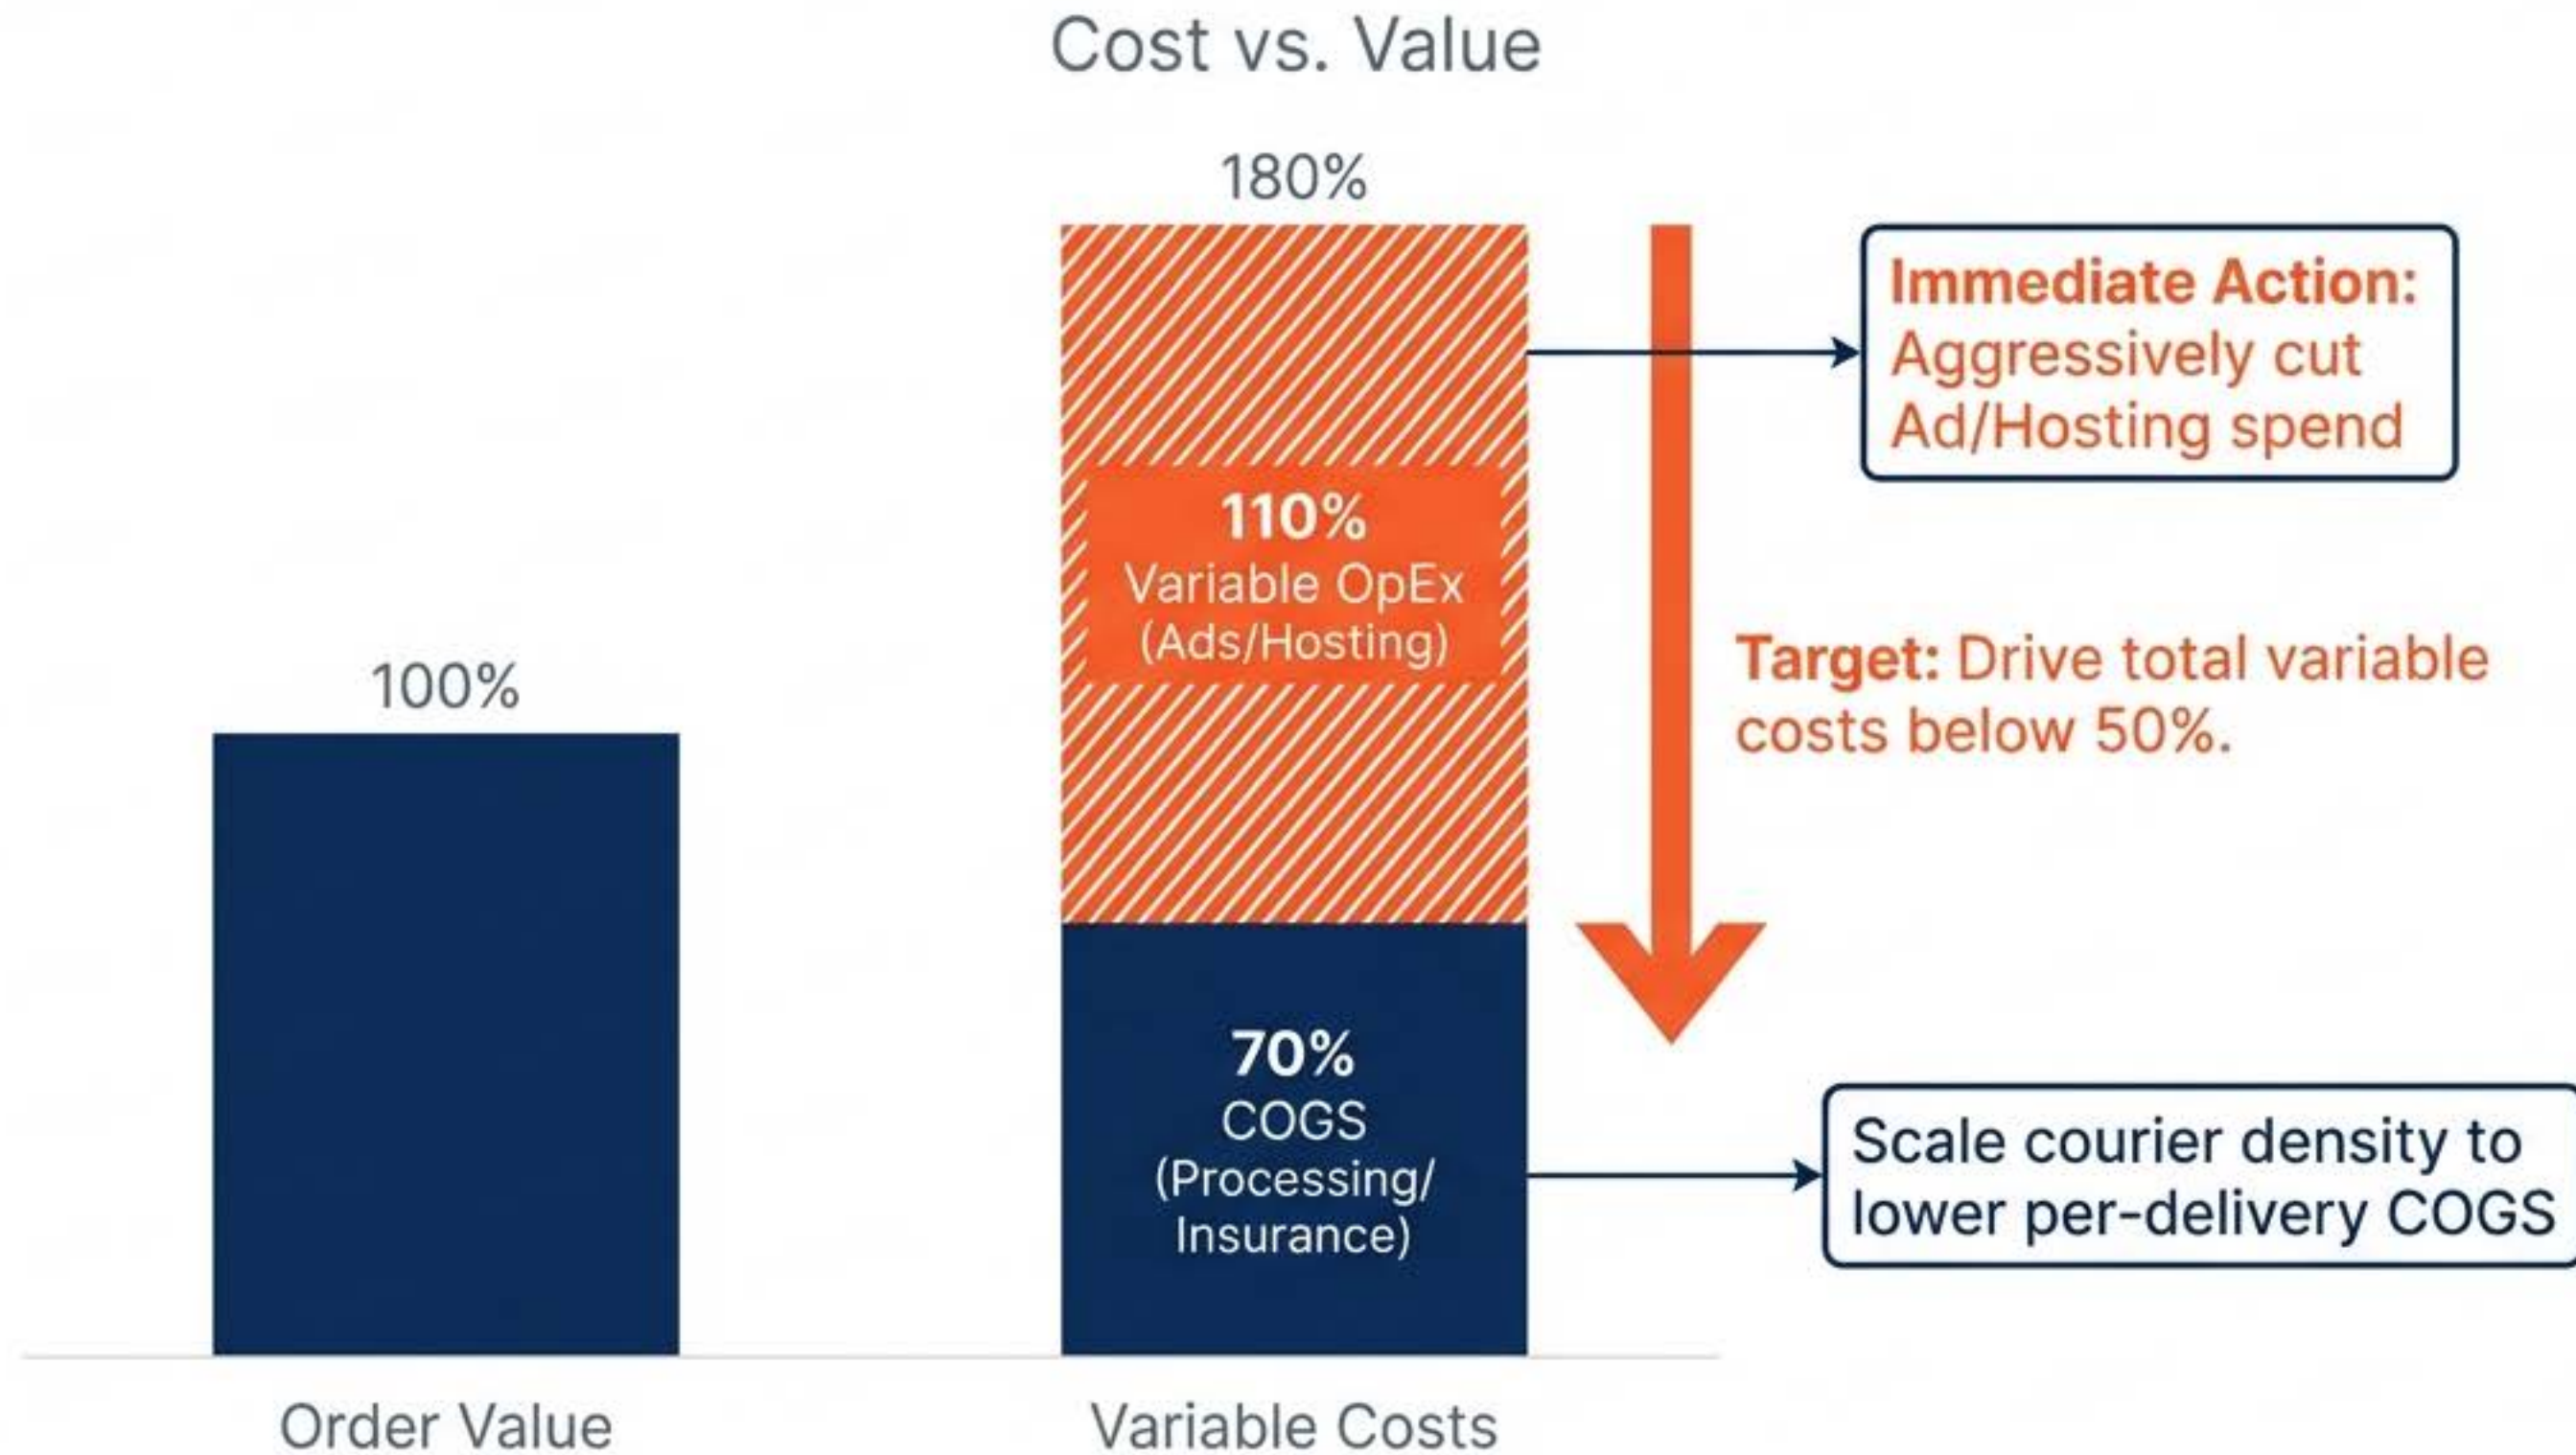 Cost vs. Value
100%
Order Value
180%
110%
Variable OpEx
(Ads/Hosting)
70%
COGS
(Processing/
Insurance)
Variable Costs
Immediate Action:
Aggressively cut
Ad/Hosting spend
Target: Drive total variable
costs below 50%.
Scale courier density to
lower per-delivery COGS